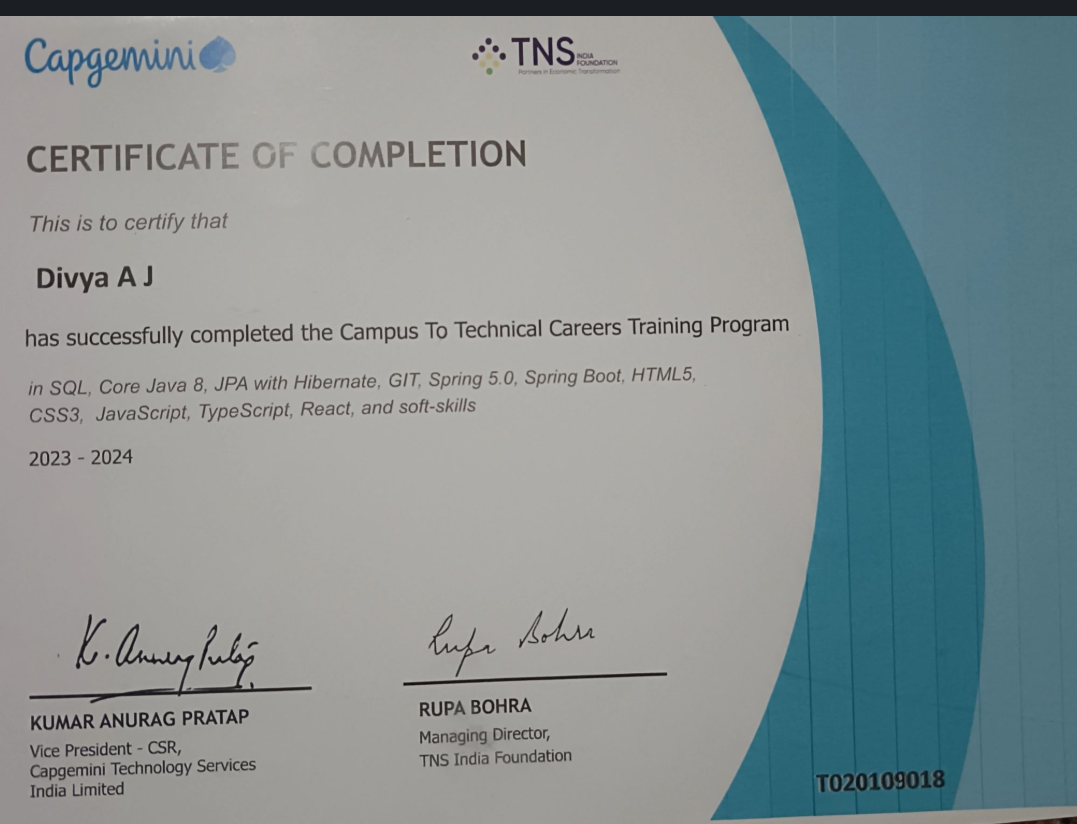 Capgemini
TNS INDIA FOUNDATION
Partners in Economic Transformation
CERTIFICATE OF COMPLETION
This is to certify that
Divya A J
has successfully completed the Campus To Technical Careers Training Program
in SQL, Core Java 8, JPA with Hibernate, GIT, Spring 5.0, Spring Boot, HTML5,
CSS3, JavaScript, TypeScript, React, and soft-skills
2023 - 2024
K. Anurag Pratap
KUMAR ANURAG PRATAP
Vice President - CSR,
Capgemini Technology Services
India Limited
Rupa Bohra
RUPA BOHRA
Managing Director,
TNS India Foundation
T020109018